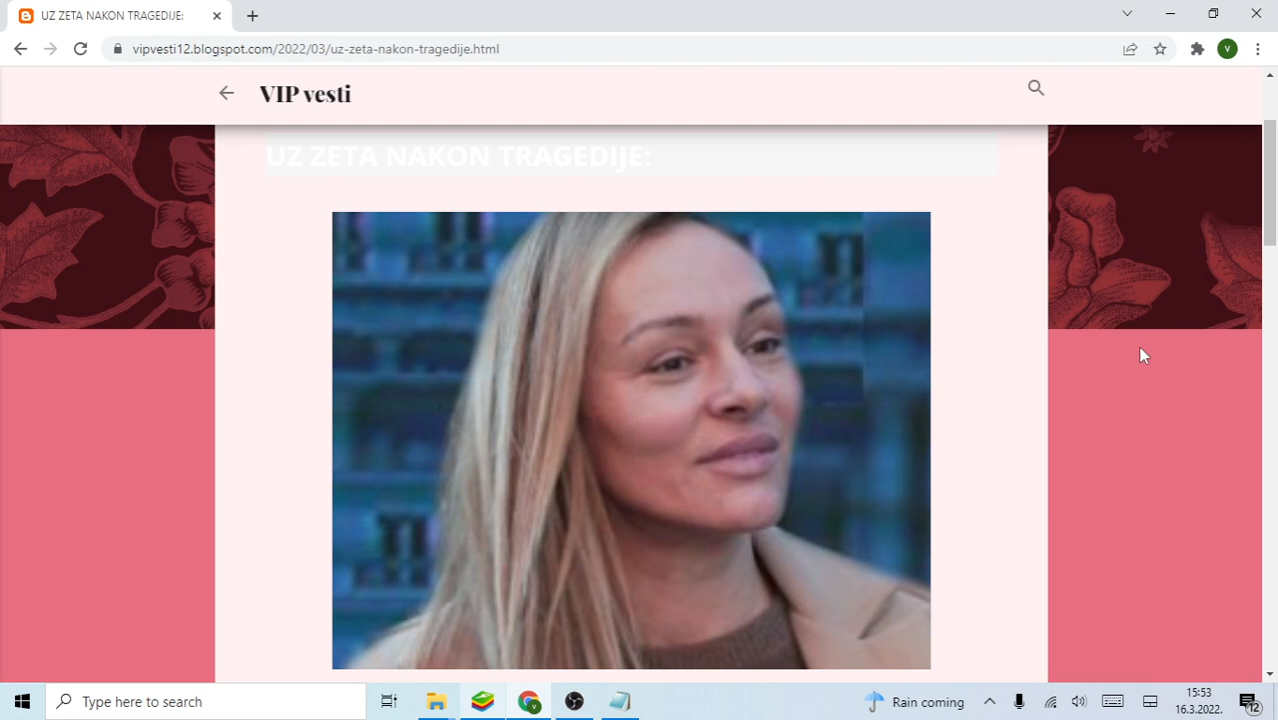 UZ ZETA NAKON TRAGEDIJE:
vipvesti12.blogspot.com/2022/03/uz-zeta-nakon-tragedije.html
V
VIP vesti
UZ ZETA NAKON TRAGEDIJE:
Type here to search
V
Rain coming
15:53
16.3.2022.
12